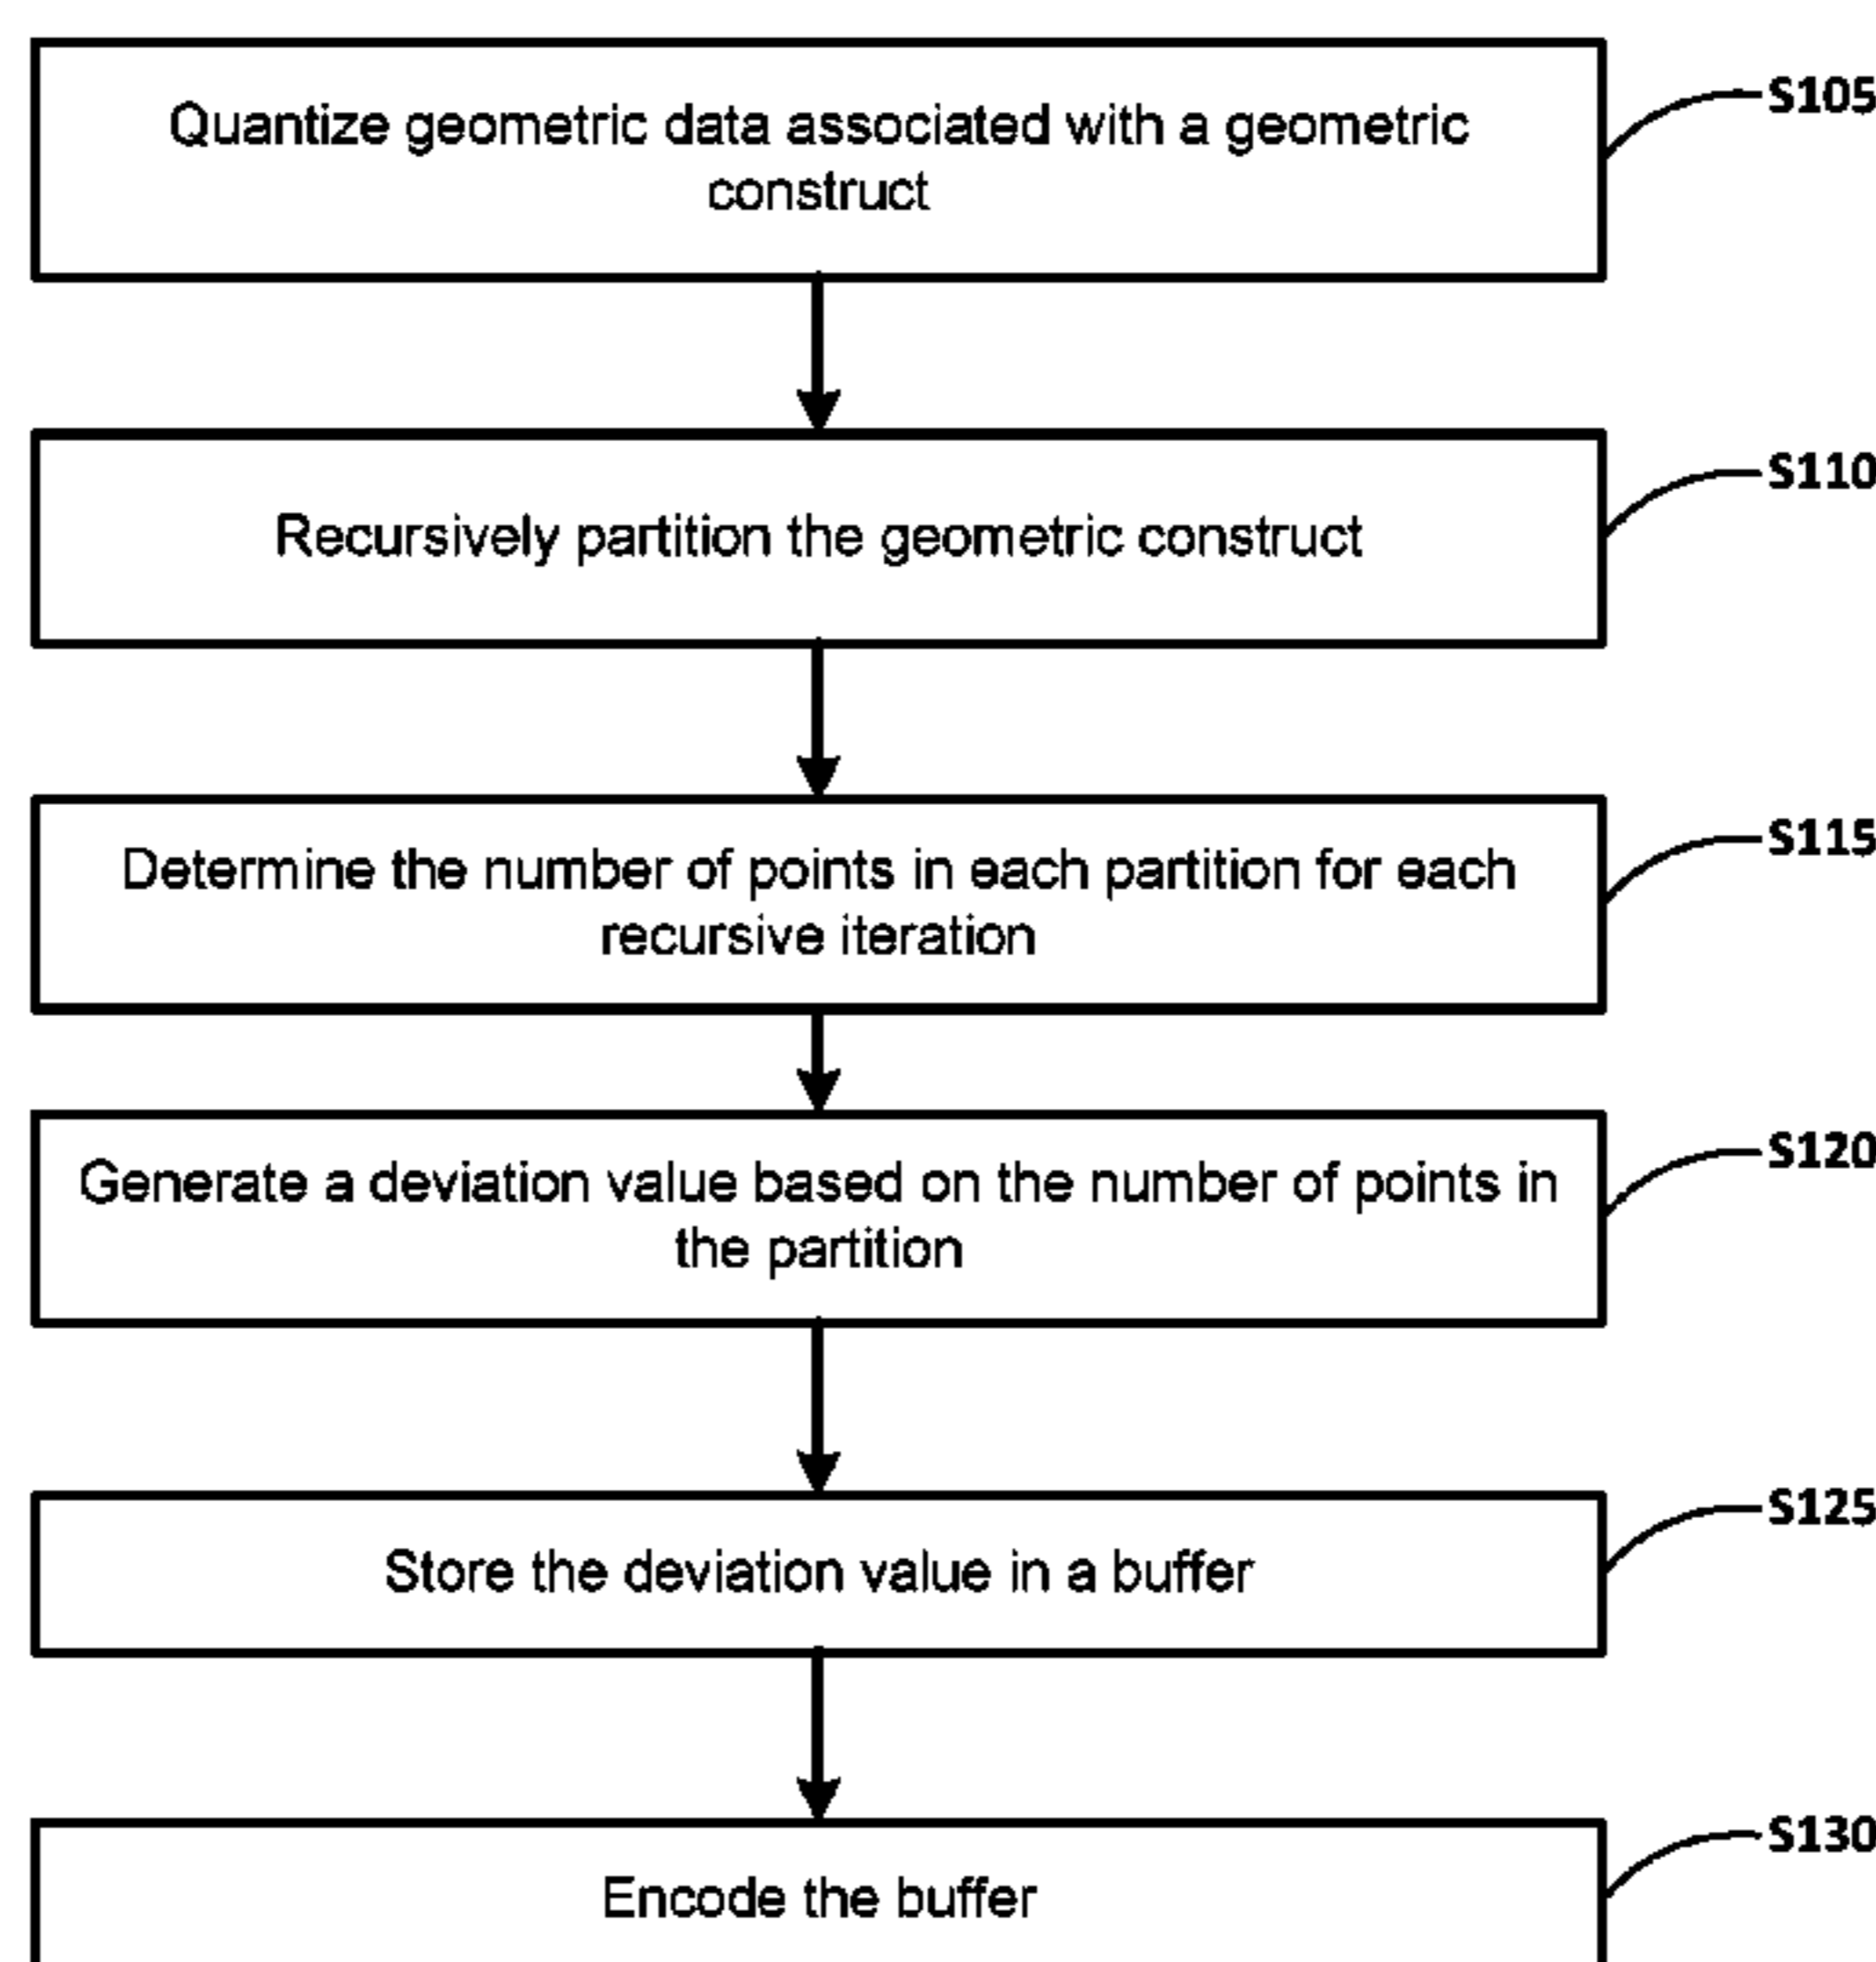 Quantize geometric data associated with a geometric
construct
S105
Recursively partition the geometric construct
S110
Determine the number of points in each partition for each
recursive iteration
S115
Generate a deviation value based on the number of points in
the partition
S120
Store the deviation value in a buffer
S125
Encode the buffer
S130